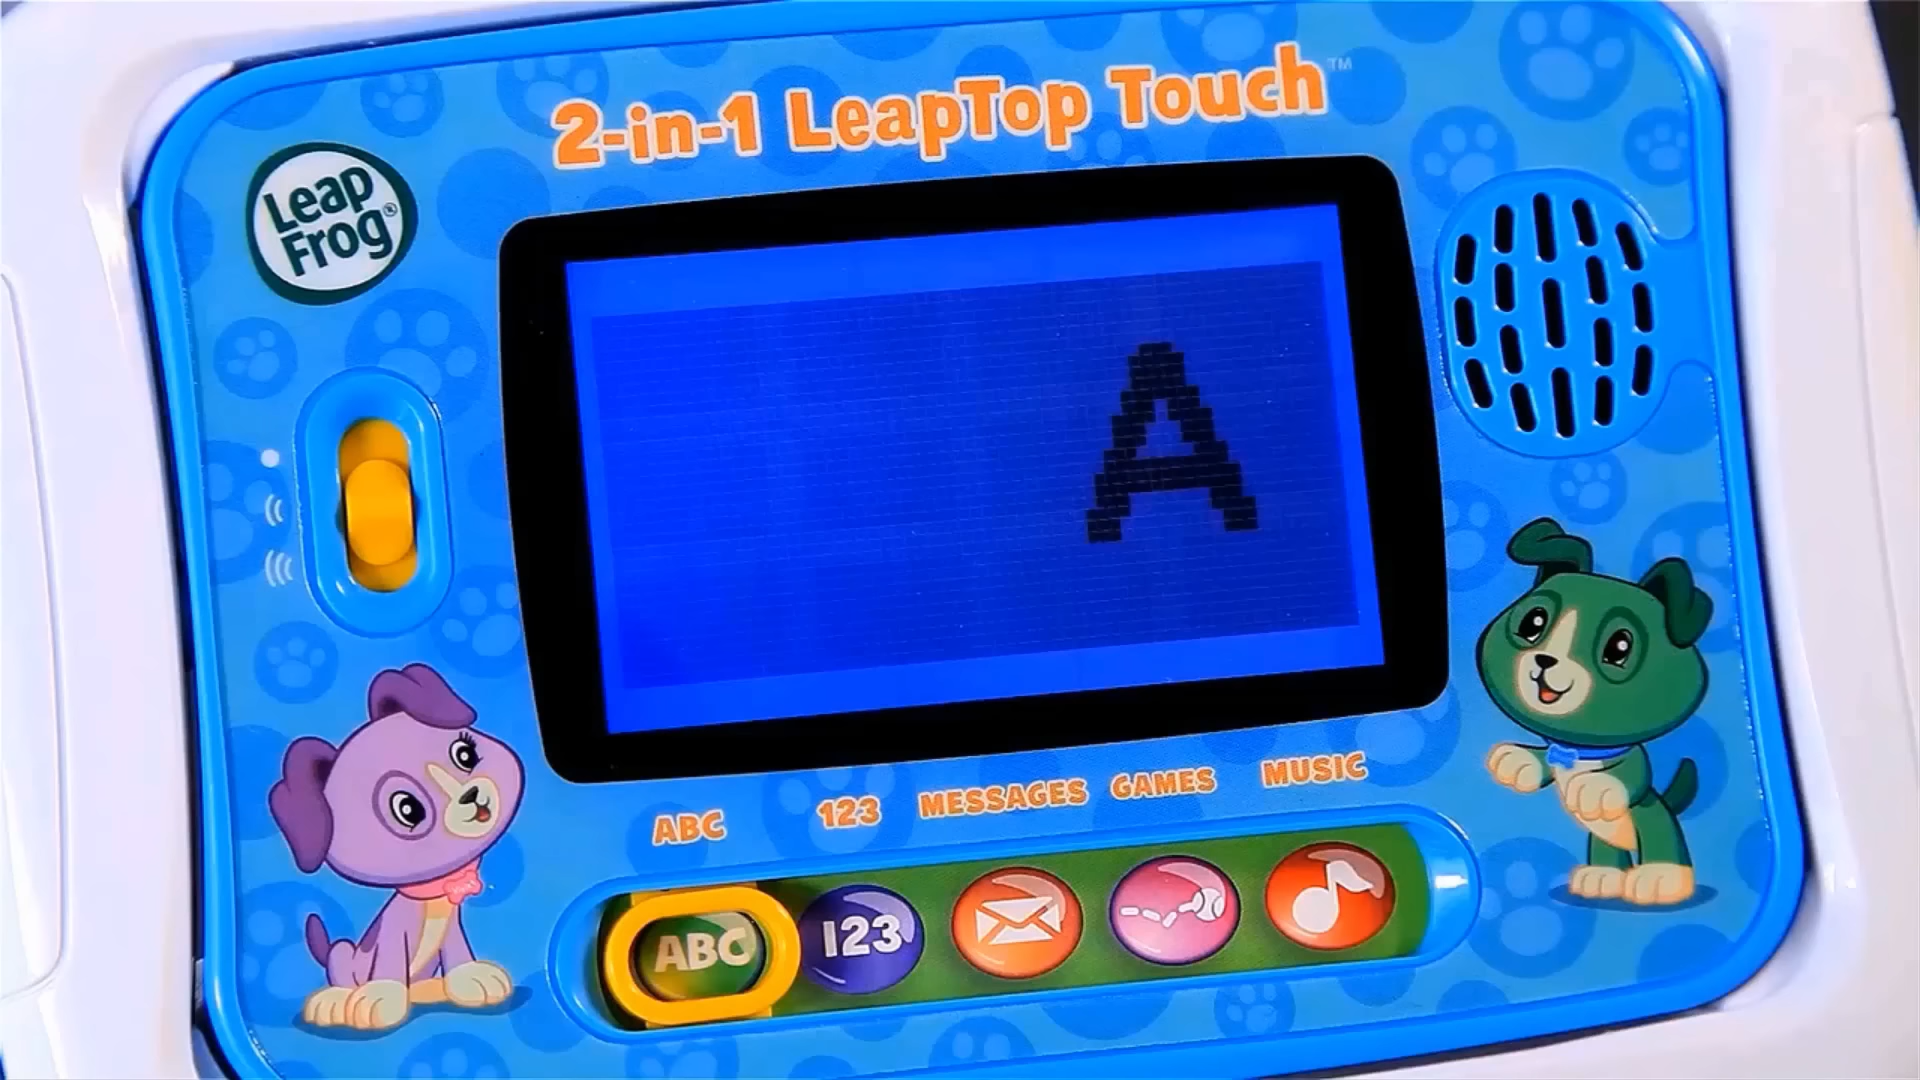 2-in-1 LeapTop Touch™
Leap
Frog®
A
ABC 123 MESSAGES GAMES MUSIC
ABC 123